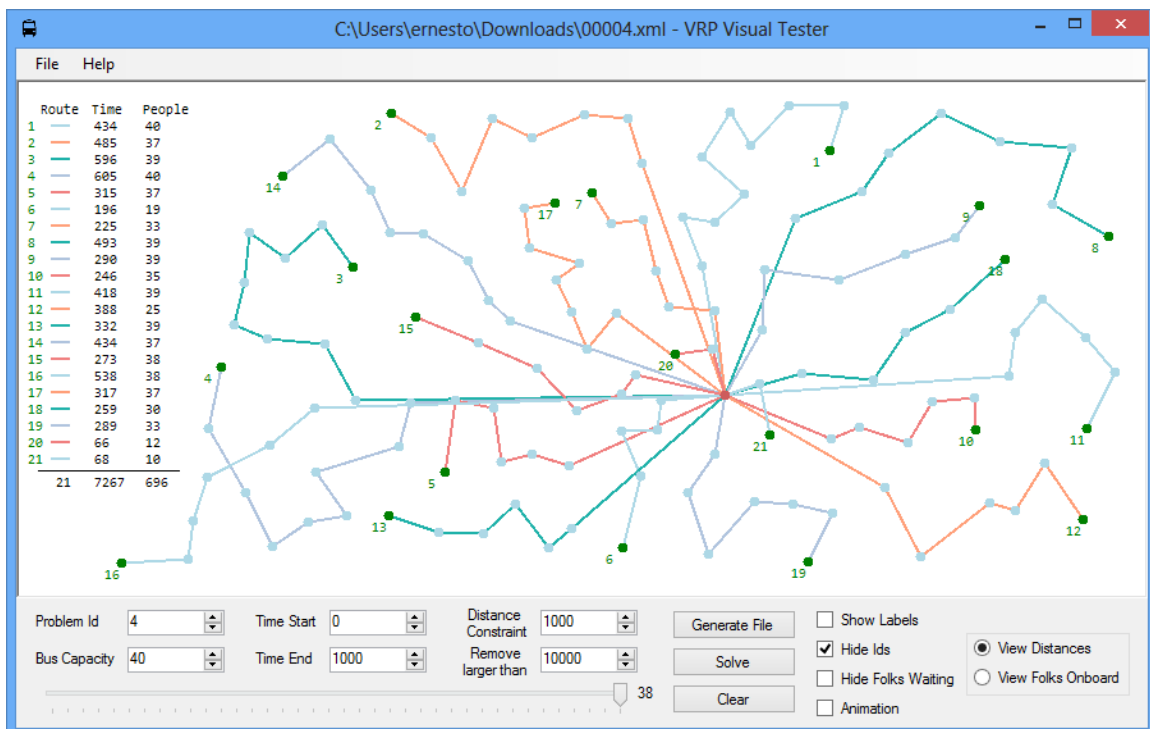 C:\Users\ernesto\Downloads\00004.xml - VRP Visual Tester
File Help
Route Time People
1 434 40
2 485 37
3 596 39
4 605 40
5 315 37
6 196 19
7 225 33
8 493 39
9 290 39
10 246 35
11 418 39
12 388 25
13 332 39
14 434 37
15 273 38
16 538 38
17 317 37
18 259 30
19 289 33
20 66 12
21 68 10
21 7267 696
2
1
14
17
7
9
8
3
18
15
20
4
21
10
11
5
13
6
12
16
19
Problem Id 4
Time Start 0
Distance Constraint 1000
Generate File
Show Labels
Bus Capacity 40
Time End 1000
Remove larger than 10000
Solve
Hide Ids
View Distances
Hide Folks Waiting
View Folks Onboard
38
Clear
Animation